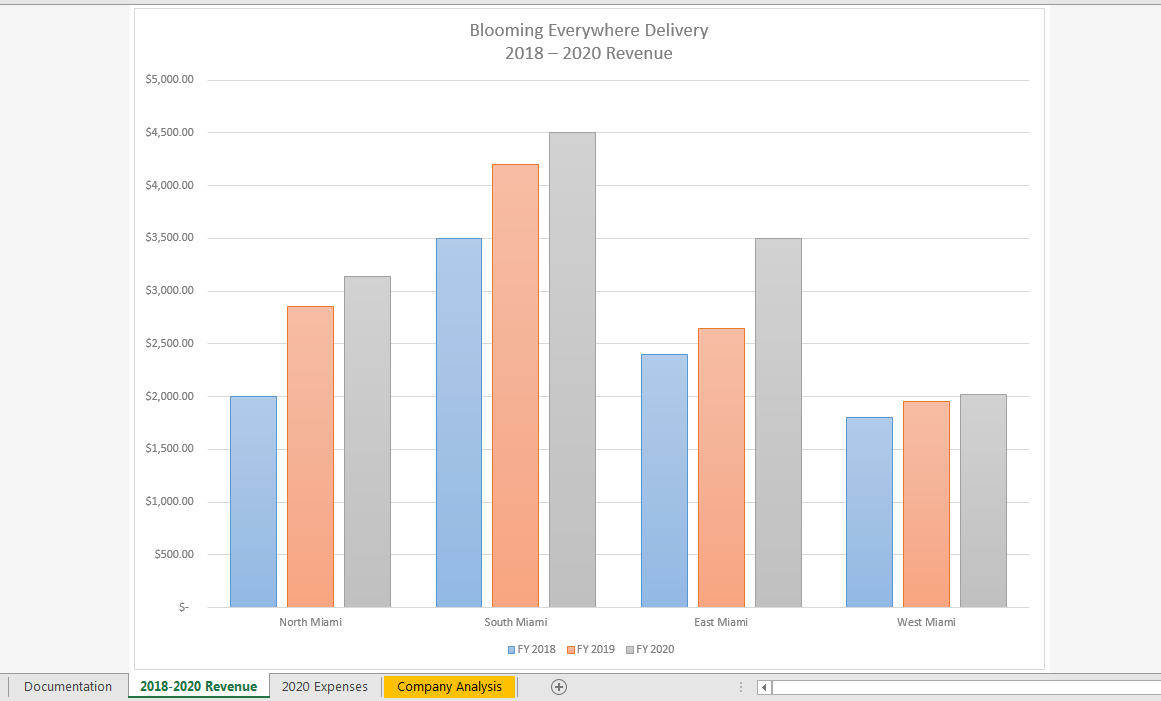 Blooming Everywhere Delivery
2018 – 2020 Revenue
$5,000.00
$4,500.00
$4,000.00
$3,500.00
$3,000.00
$2,500.00
$2,000.00
$1,500.00
$1,000.00
$500.00
$-
North Miami South Miami East Miami West Miami
FY 2018 FY 2019 FY 2020
Documentation 2018-2020 Revenue 2020 Expenses Company Analysis